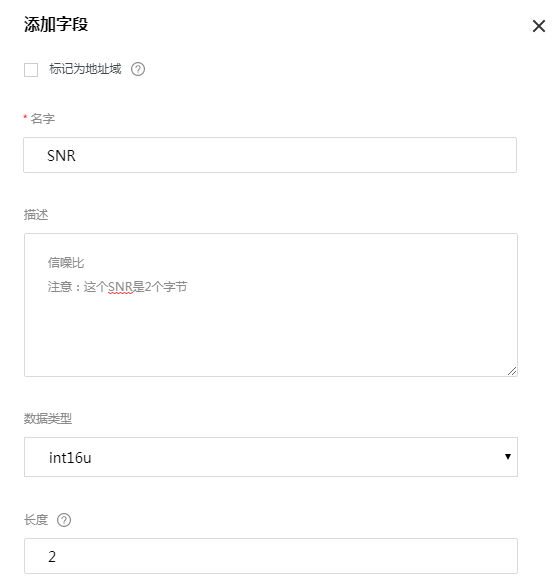 添加字段
标记为地址域
* 名字
SNR
描述
信噪比
注意：这个SNR是2个字节
数据类型
int16u
长度
2